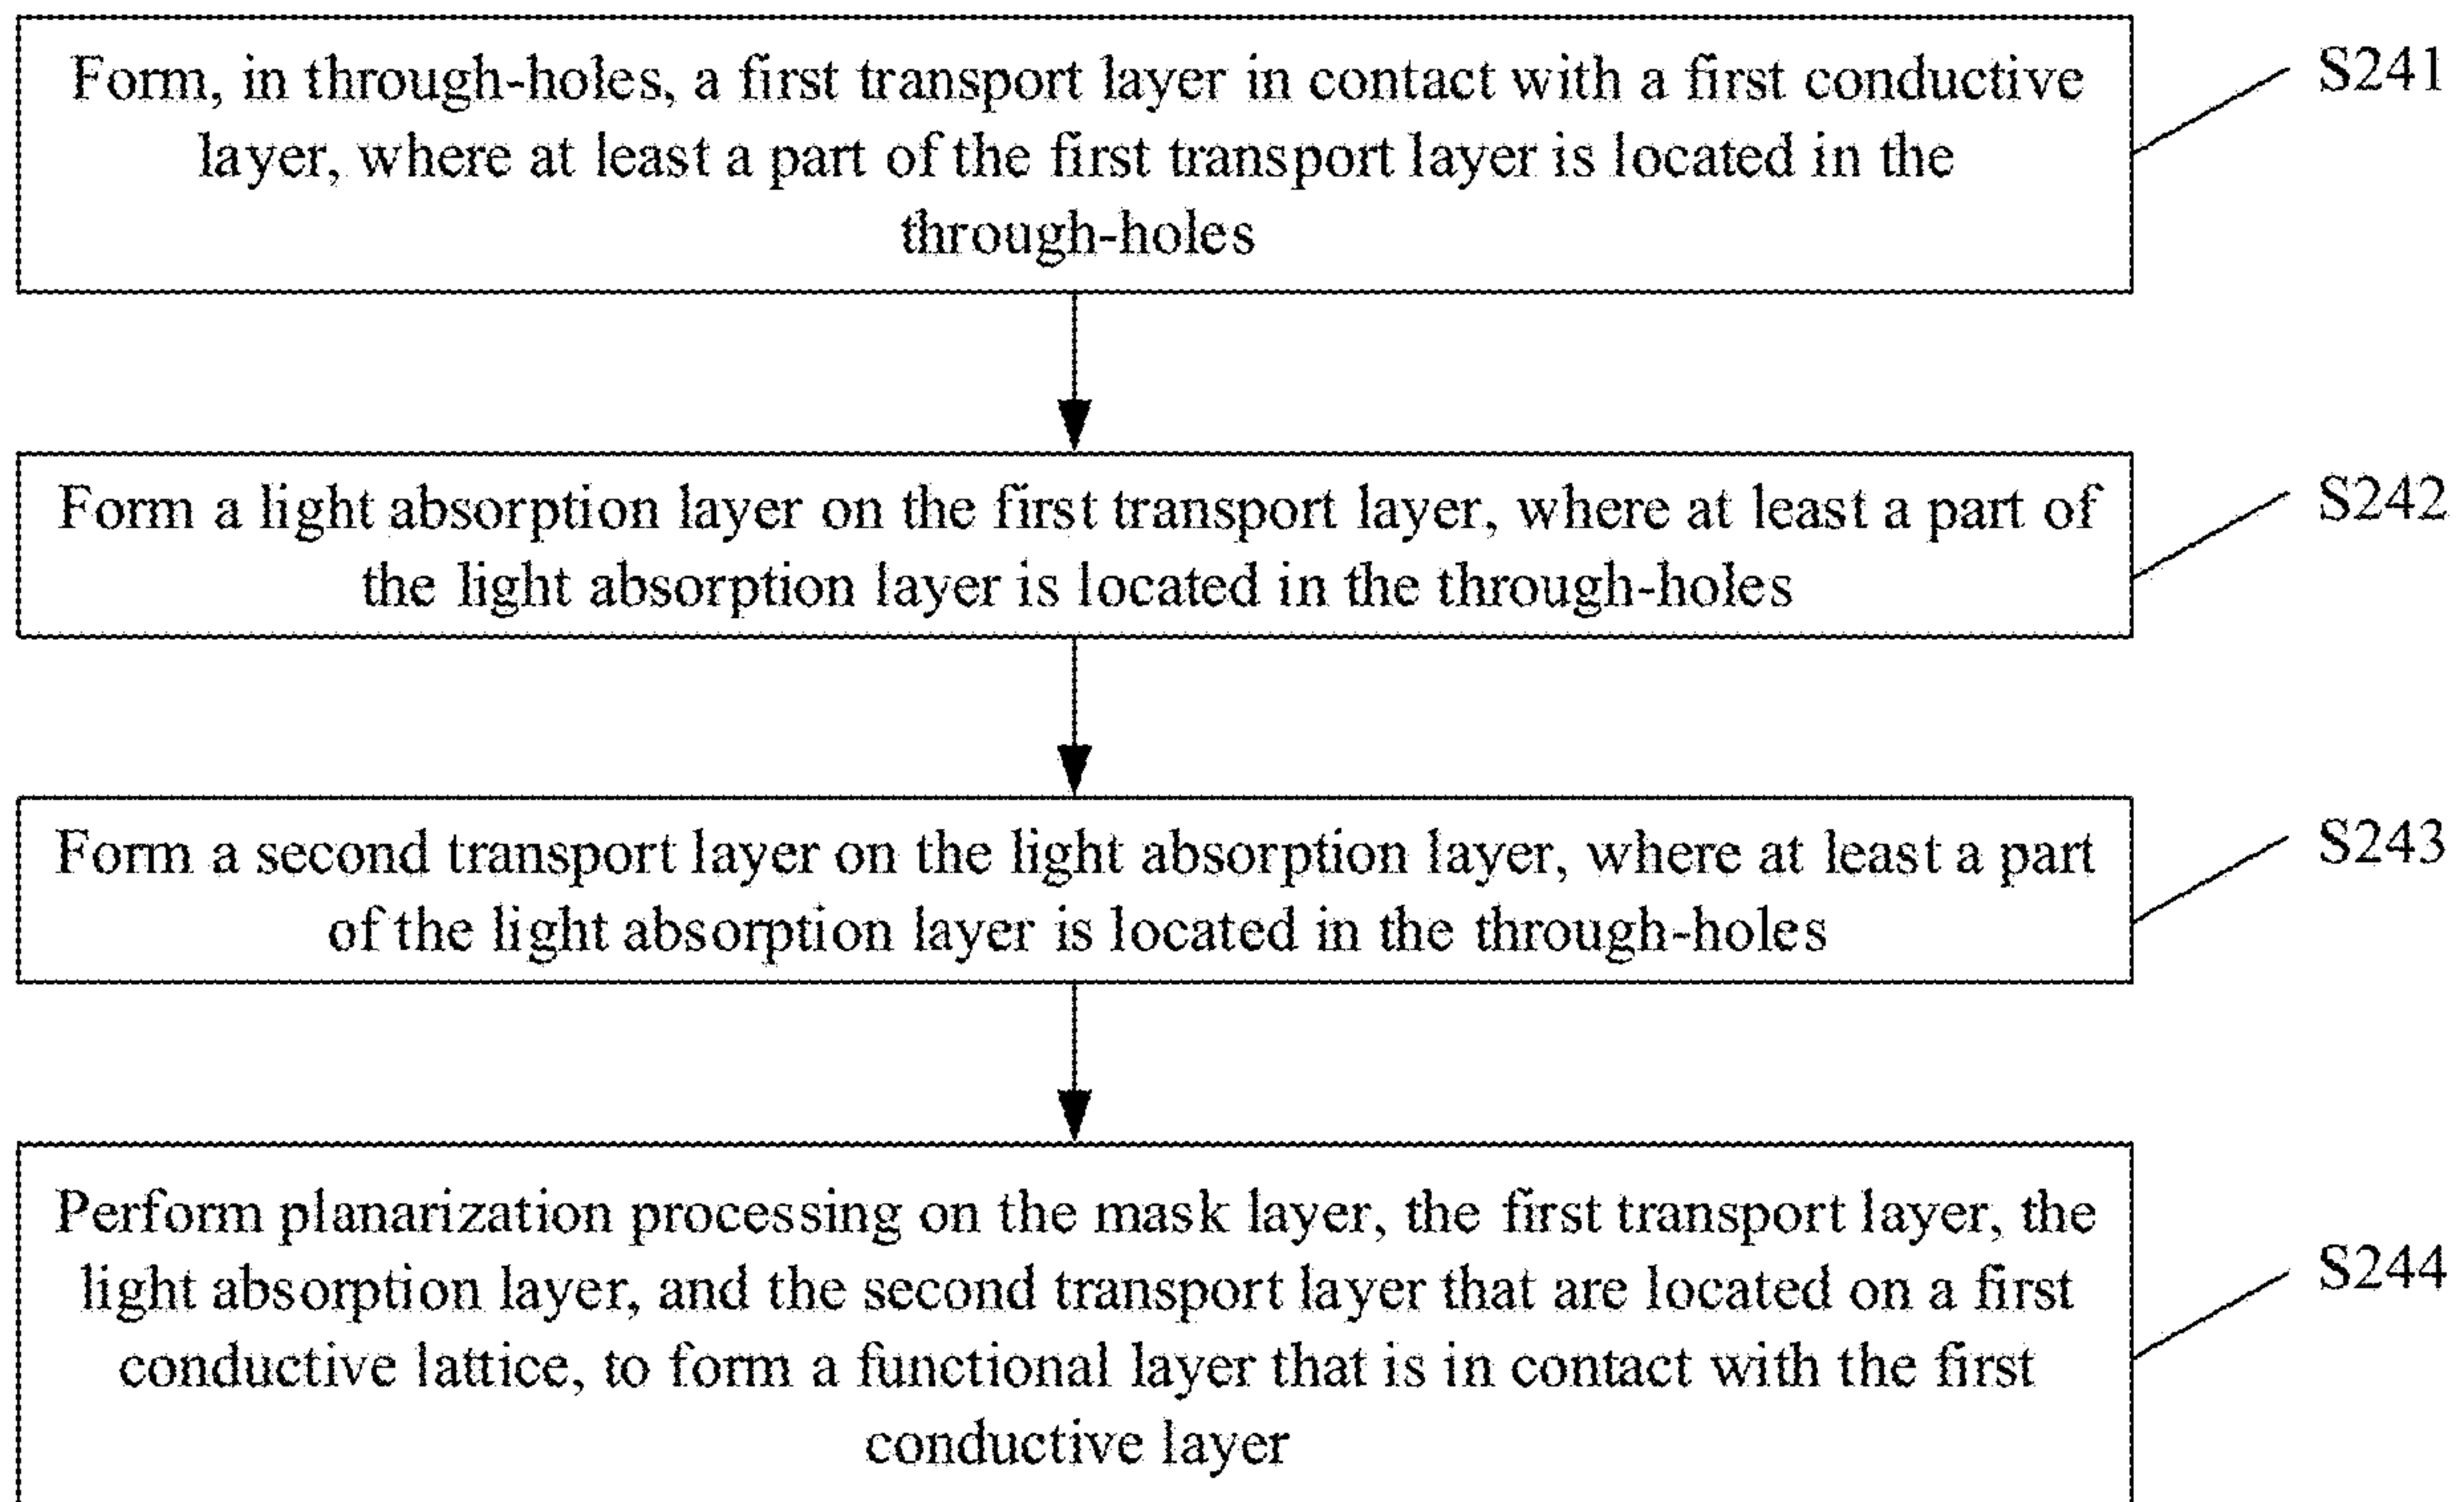 Form, in through-holes, a first transport layer in contact with a first conductive
layer, where at least a part of the first transport layer is located in the
through-holes
S241
Form a light absorption layer on the first transport layer, where at least a part of
the light absorption layer is located in the through-holes
S242
Form a second transport layer on the light absorption layer, where at least a part
of the light absorption layer is located in the through-holes
S243
Perform planarization processing on the mask layer, the first transport layer, the
light absorption layer, and the second transport layer that are located on a first
conductive lattice, to form a functional layer that is in contact with the first
conductive layer
S244